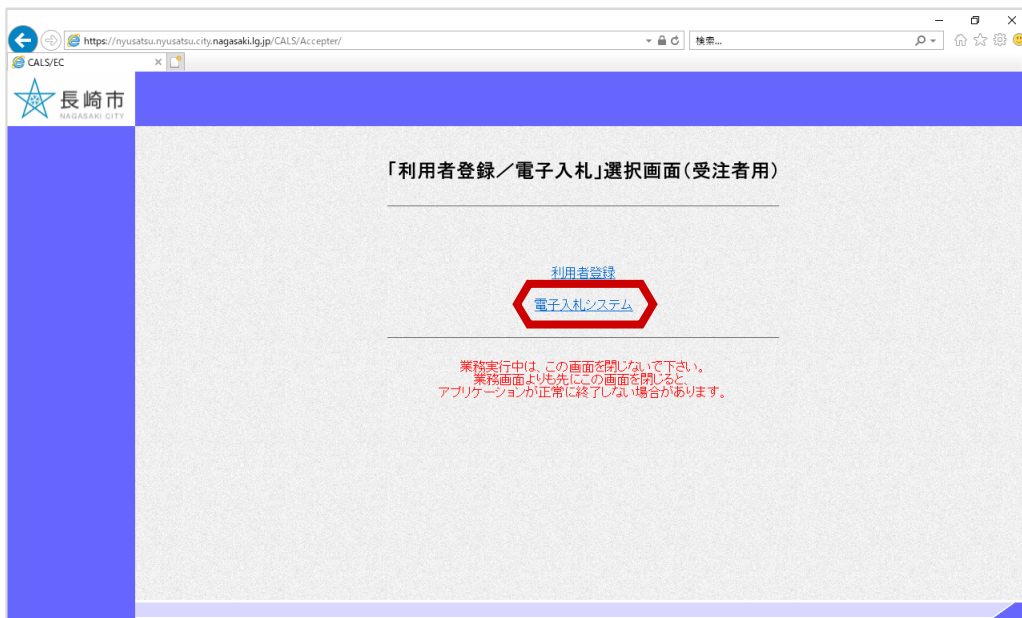 https://nyusatsu.nyusatsu.city.nagasaki.lg.jp/CALS/Accepter/
検索...
CALS/EC
長崎市
NAGASAKI CITY
「利用者登録／電子入札」選択画面（受注者用）
利用者登録
電子入札システム
業務実行中は、この画面を閉じないで下さい。
業務画面よりも先にこの画面を閉じると、
アプリケーションが正常に終了しない場合があります。